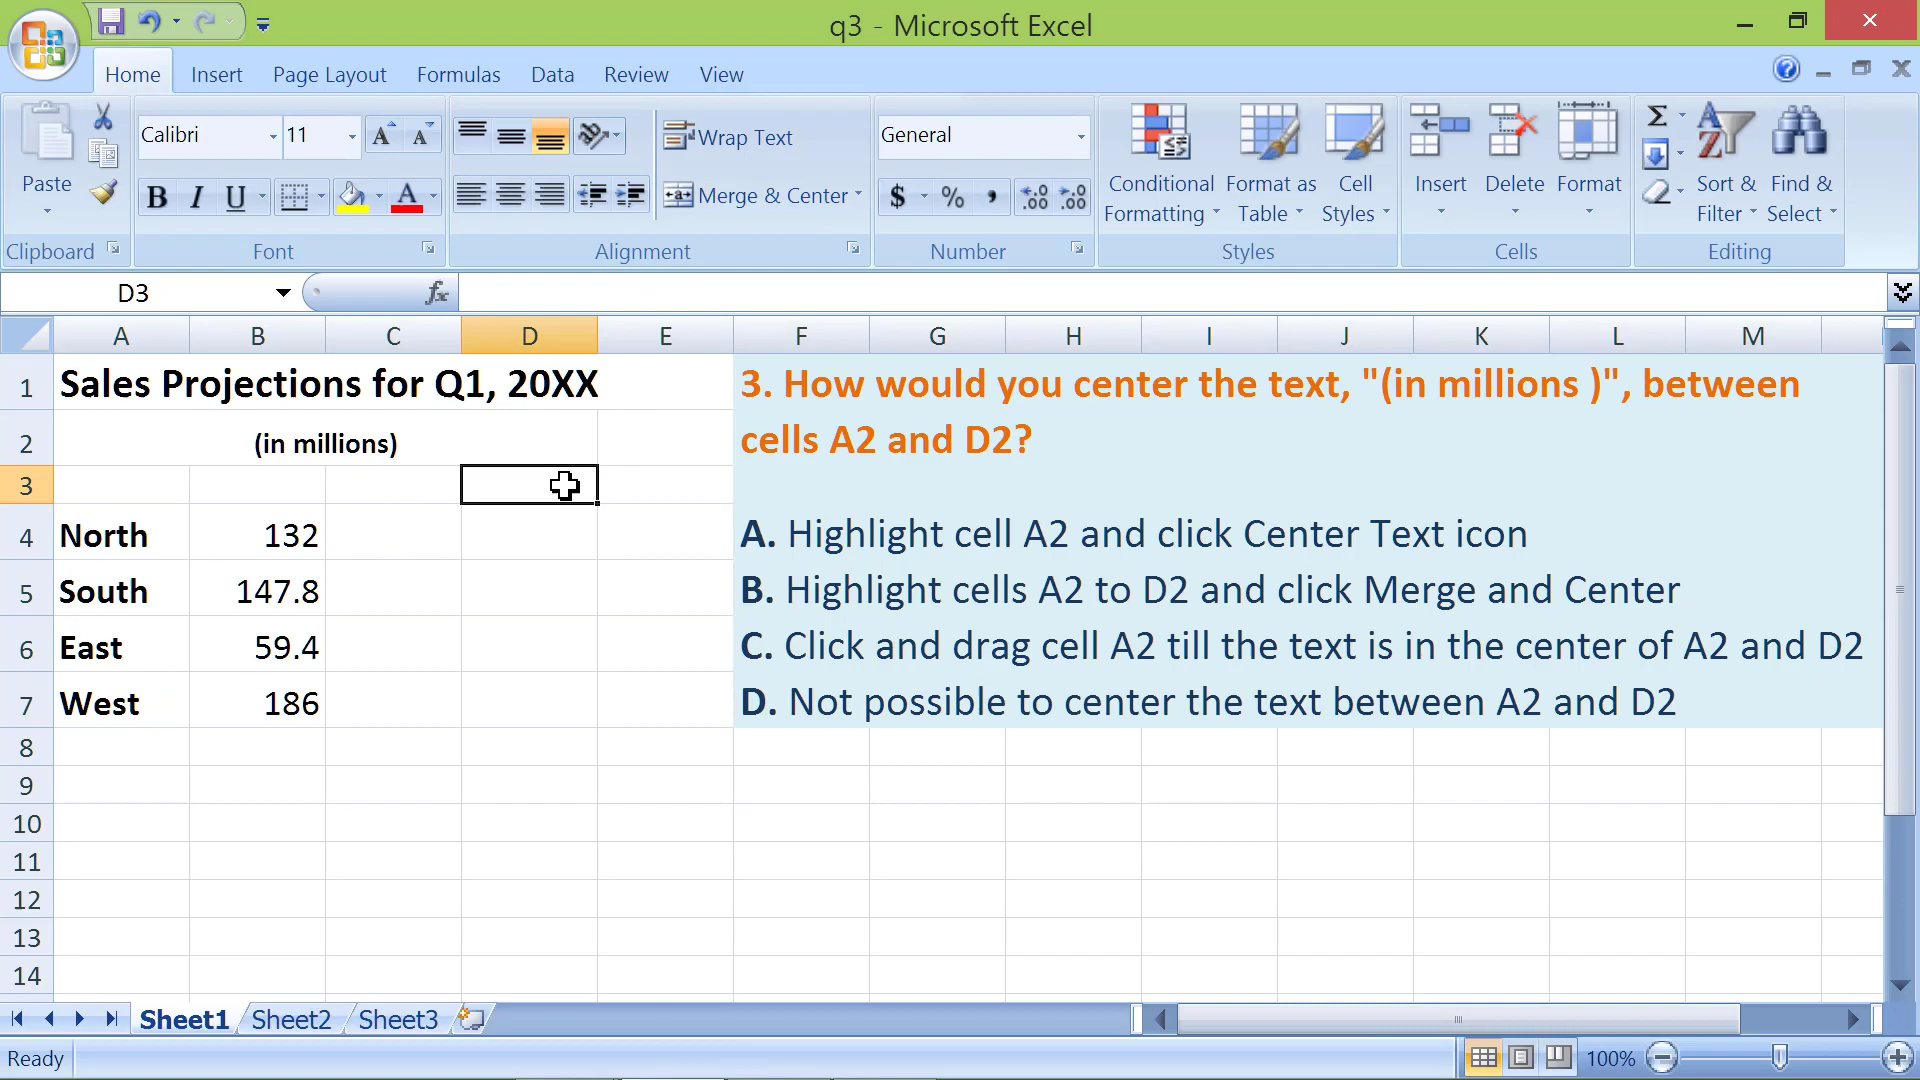 q3 - Microsoft Excel
Home Insert Page Layout Formulas Data Review View
Calibri 11 Wrap Text General
Paste Merge & Center $ % , Conditional Formatting Format as Table Cell Styles Insert Delete Format Sort & Filter Find & Select
B I U A
Clipboard Font Alignment Number Styles Cells Editing
D3 fx
A B C D E F G H I J K L M
1 Sales Projections for Q1, 20XX 3. How would you center the text, "(in millions )", between
2 (in millions) cells A2 and D2?
3
4 North 132 A. Highlight cell A2 and click Center Text icon
5 South 147.8 B. Highlight cells A2 to D2 and click Merge and Center
6 East 59.4 C. Click and drag cell A2 till the text is in the center of A2 and D2
7 West 186 D. Not possible to center the text between A2 and D2
8
9
10
11
12
13
14
Sheet1 Sheet2 Sheet3
Ready 100%